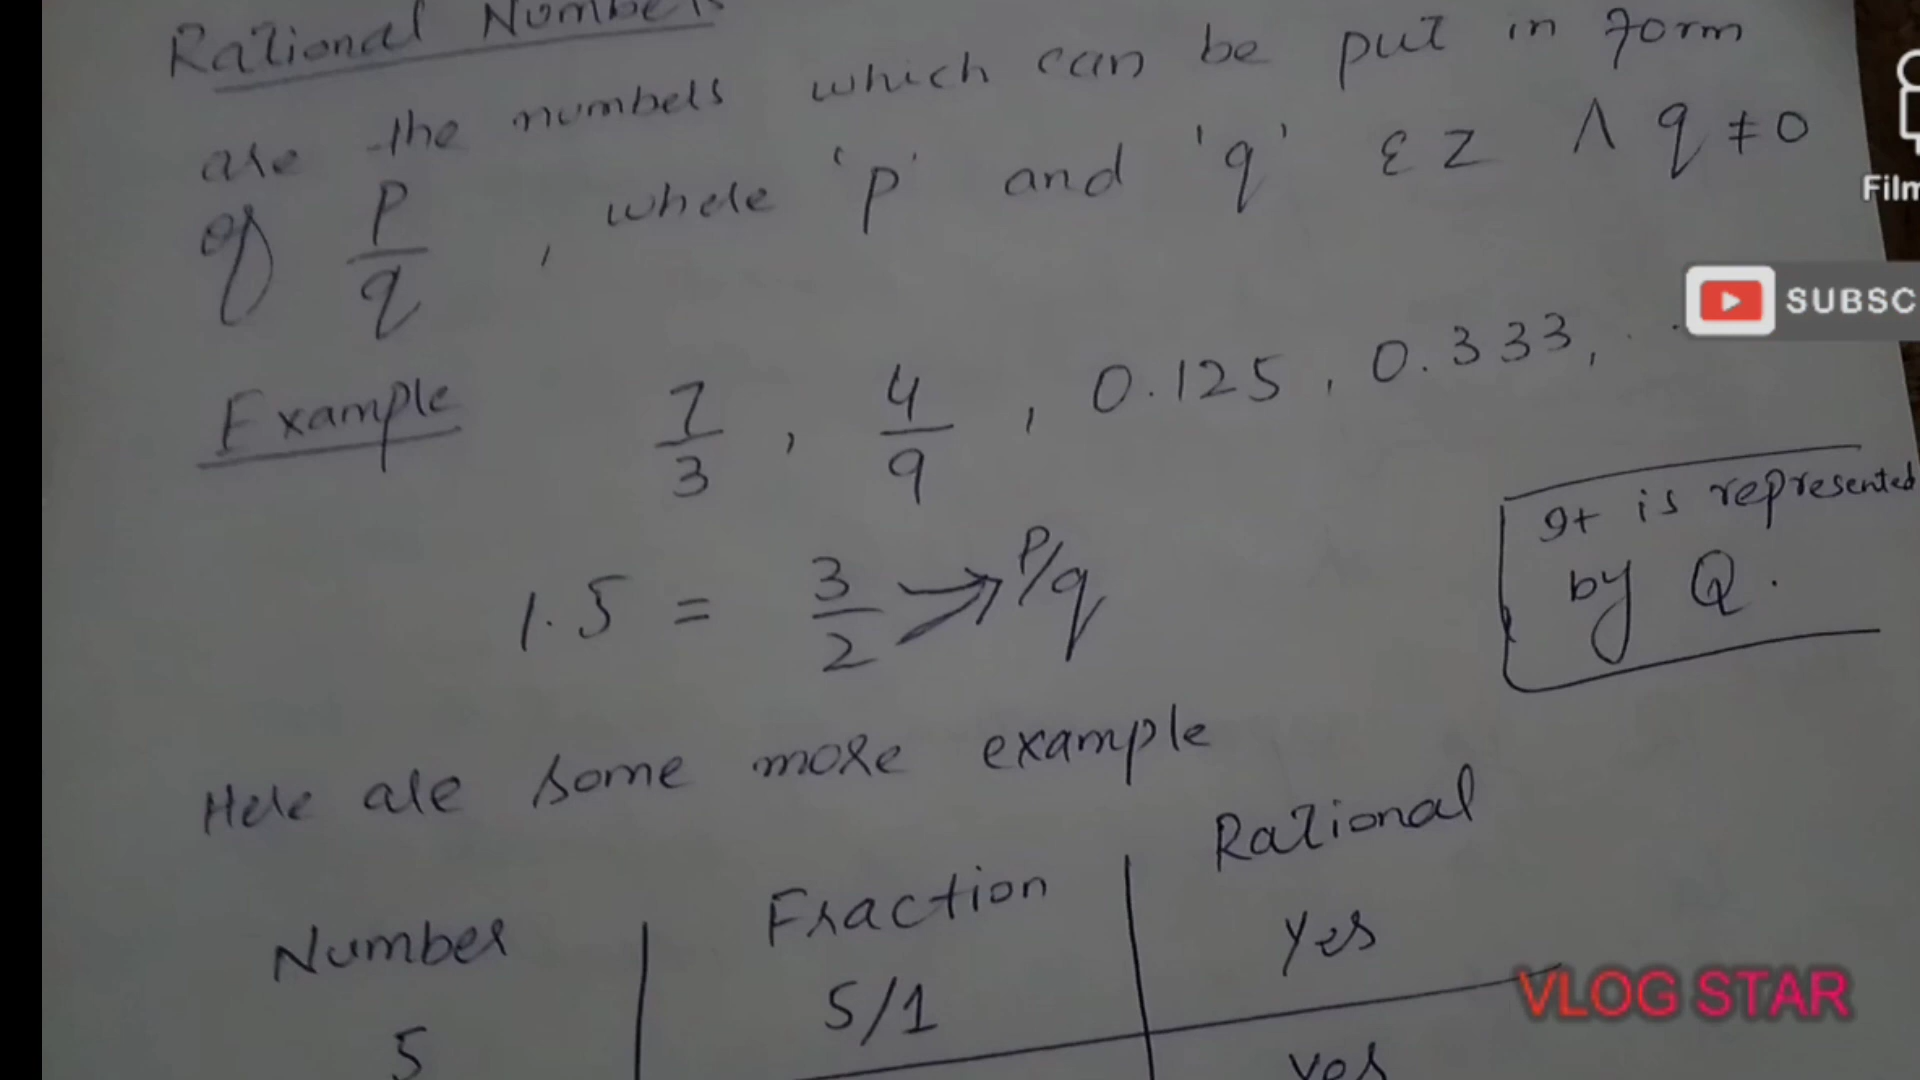 Rational Number
are the numbers which can be put in form
of p/q , where 'p' and 'q' ε Z ∧ q ≠ 0
Example 7/3 , 4/9 , 0.125 , 0.333, . .
1.5 = 3/2 → p/q
It is represented
by Q.
Here are some more example
Number Fraction Rational
5 5/1 Yes
yes
Film
SUBSC
VLOG STAR